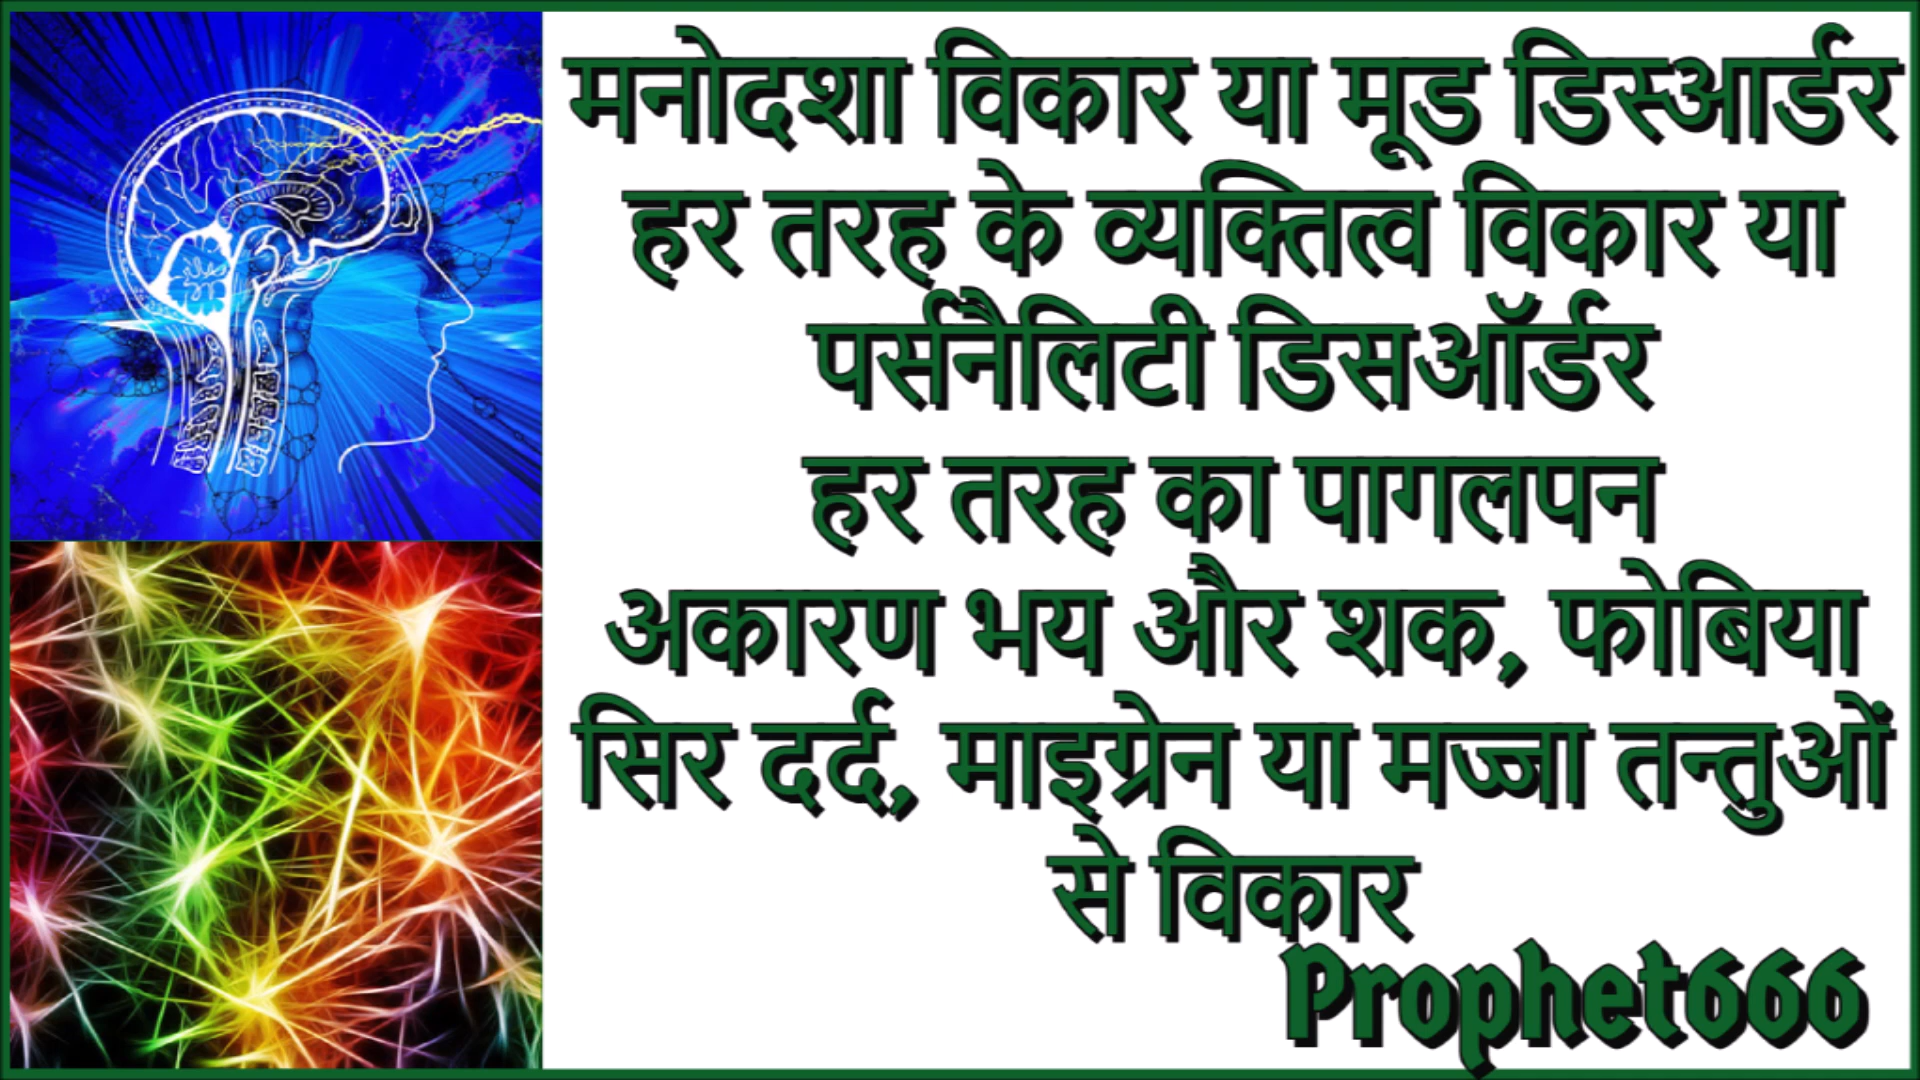 मनोदशा विकार या मूड डिस्आर्डर
हर तरह के व्यक्तित्व विकार या
पर्सनैलिटी डिसऑर्डर
हर तरह का पागलपन
अकारण भय और शक, फोबिया
सिर दर्द, माइग्रेन या मज्जा तन्तुओं
से विकार
Prophet666